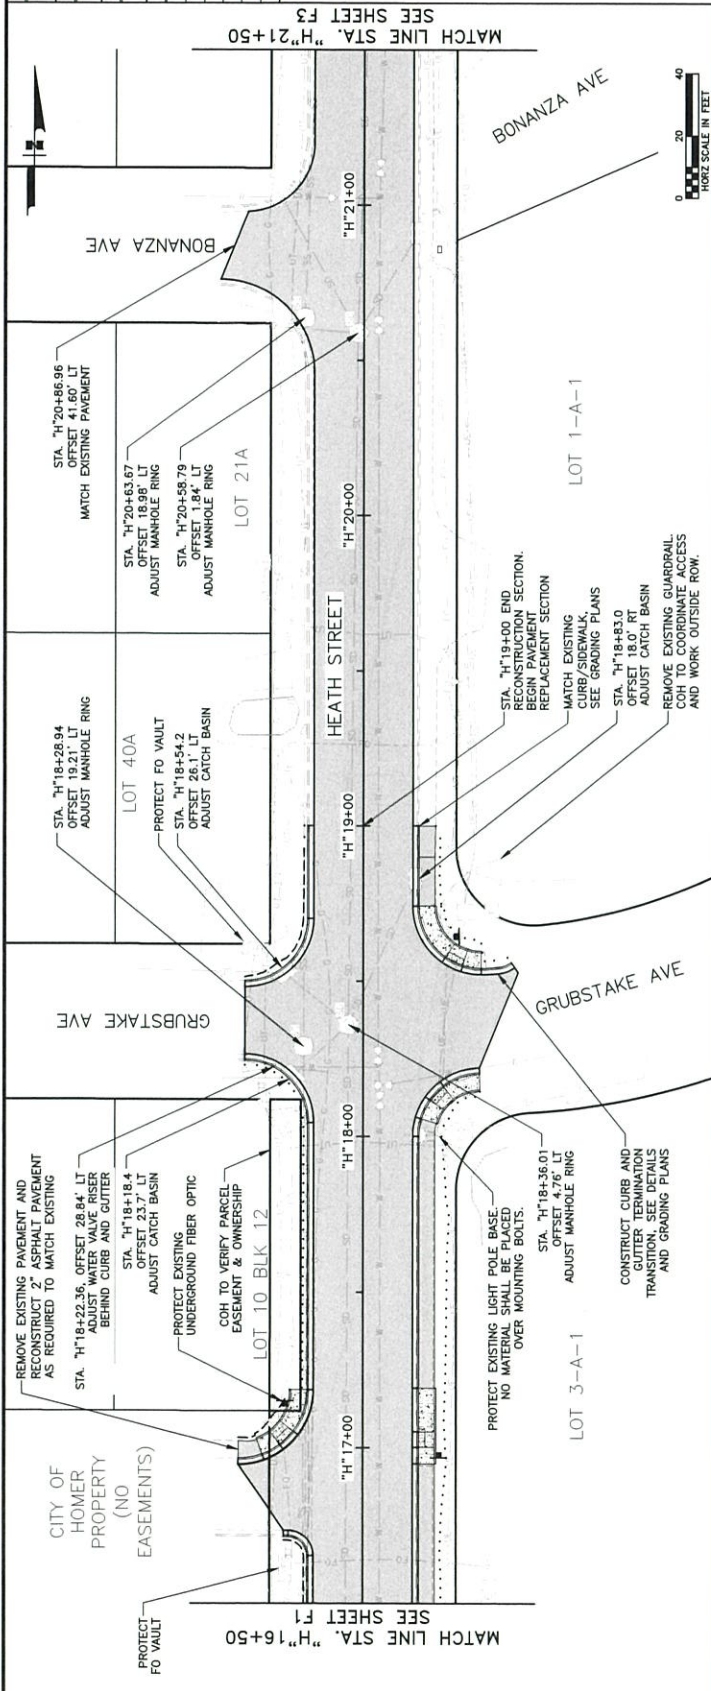 MATCH LINE STA. "H"21+50
SEE SHEET F3
N
BONANZA AVE
BONANZA AVE
0 20 40
HORZ SCALE IN FEET
"H"21+00
STA. "H"20+86.96
OFFSET 41.60' LT
MATCH EXISTING PAVEMENT
STA. "H"20+63.67
OFFSET 18.98' LT
ADJUST MANHOLE RING
STA. "H"20+58.79
OFFSET 1.84' LT
ADJUST MANHOLE RING
LOT 21A
LOT 1-A-1
"H"20+00
HEATH STREET
STA. "H"18+28.94
OFFSET 19.21' LT
ADJUST MANHOLE RING
LOT 40A
PROTECT FO VAULT
STA. "H"18+54.2
OFFSET 26.1' LT
ADJUST CATCH BASIN
"H"19+00
STA. "H"19+00 END
RECONSTRUCTION SECTION.
BEGIN PAVEMENT
REPLACEMENT SECTION
MATCH EXISTING
CURB/SIDEWALK,
SEE GRADING PLANS
STA. "H"18+83.0
OFFSET 18.0' RT
ADJUST CATCH BASIN
REMOVE EXISTING GUARDRAIL.
COH TO COORDINATE ACCESS
AND WORK OUTSIDE ROW.
GRUBSTAKE AVE
GRUBSTAKE AVE
"H"18+00
REMOVE EXISTING PAVEMENT AND
RECONSTRUCT 2" ASPHALT PAVEMENT
AS REQUIRED TO MATCH EXISTING
STA. "H"18+22.36, OFFSET 28.84' LT
ADJUST WATER VALVE RISER
BEHIND CURB AND GUTTER
STA. "H"18+18.4
OFFSET 23.7' LT
ADJUST CATCH BASIN
PROTECT EXISTING
UNDERGROUND FIBER OPTIC
COH TO VERIFY PARCEL
EASEMENT & OWNERSHIP
LOT 10 BLK 12
PROTECT EXISTING LIGHT POLE BASE.
NO MATERIAL SHALL BE PLACED
OVER MOUNTING BOLTS.
STA. "H"18+36.01
OFFSET 4.76' LT
ADJUST MANHOLE RING
CONSTRUCT CURB AND
GUTTER TERMINATION
TRANSITION, SEE DETAILS
AND GRADING PLANS
LOT 3-A-1
"H"17+00
CITY OF
HOMER
PROPERTY
(NO
EASEMENTS)
PROTECT
FO VAULT
MATCH LINE STA. "H"16+50
SEE SHEET F1